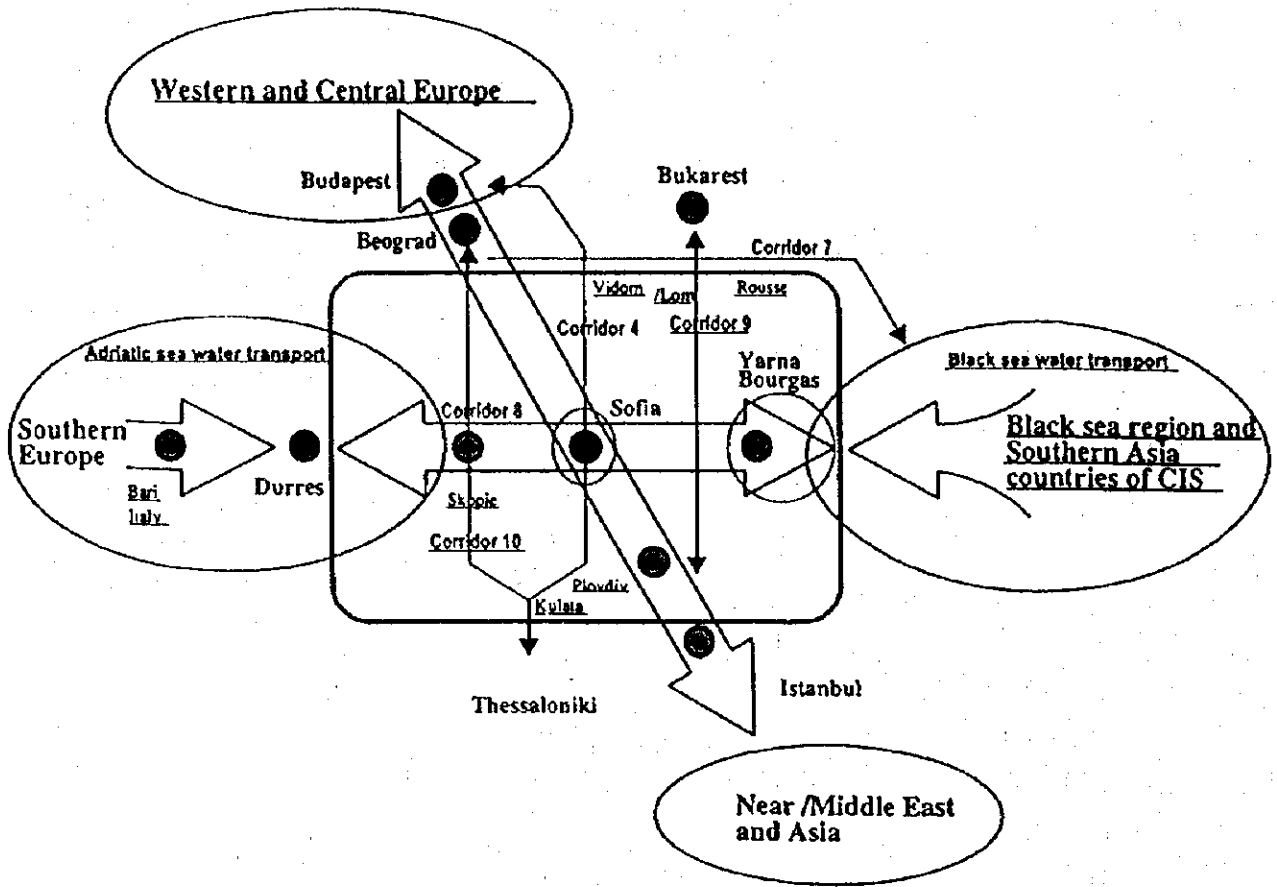 Western and Central Europe
Budapest
Bukarest
Beograd
Corridor 7
Vidom
/Lom
Rousse
Corridor 4
Corridor 9
Adriatic sea water transport
Yarna
Bourgas
Black sea water transport
Corridor 8
Sofia
Southern
Europe
Black sea region and
Southern Asia
countries of CIS
Durres
Bari
Italy
Skopie
Corridor 10
Plovdiv
Kulata
Thessaloniki
Istanbul
Near /Middle East
and Asia